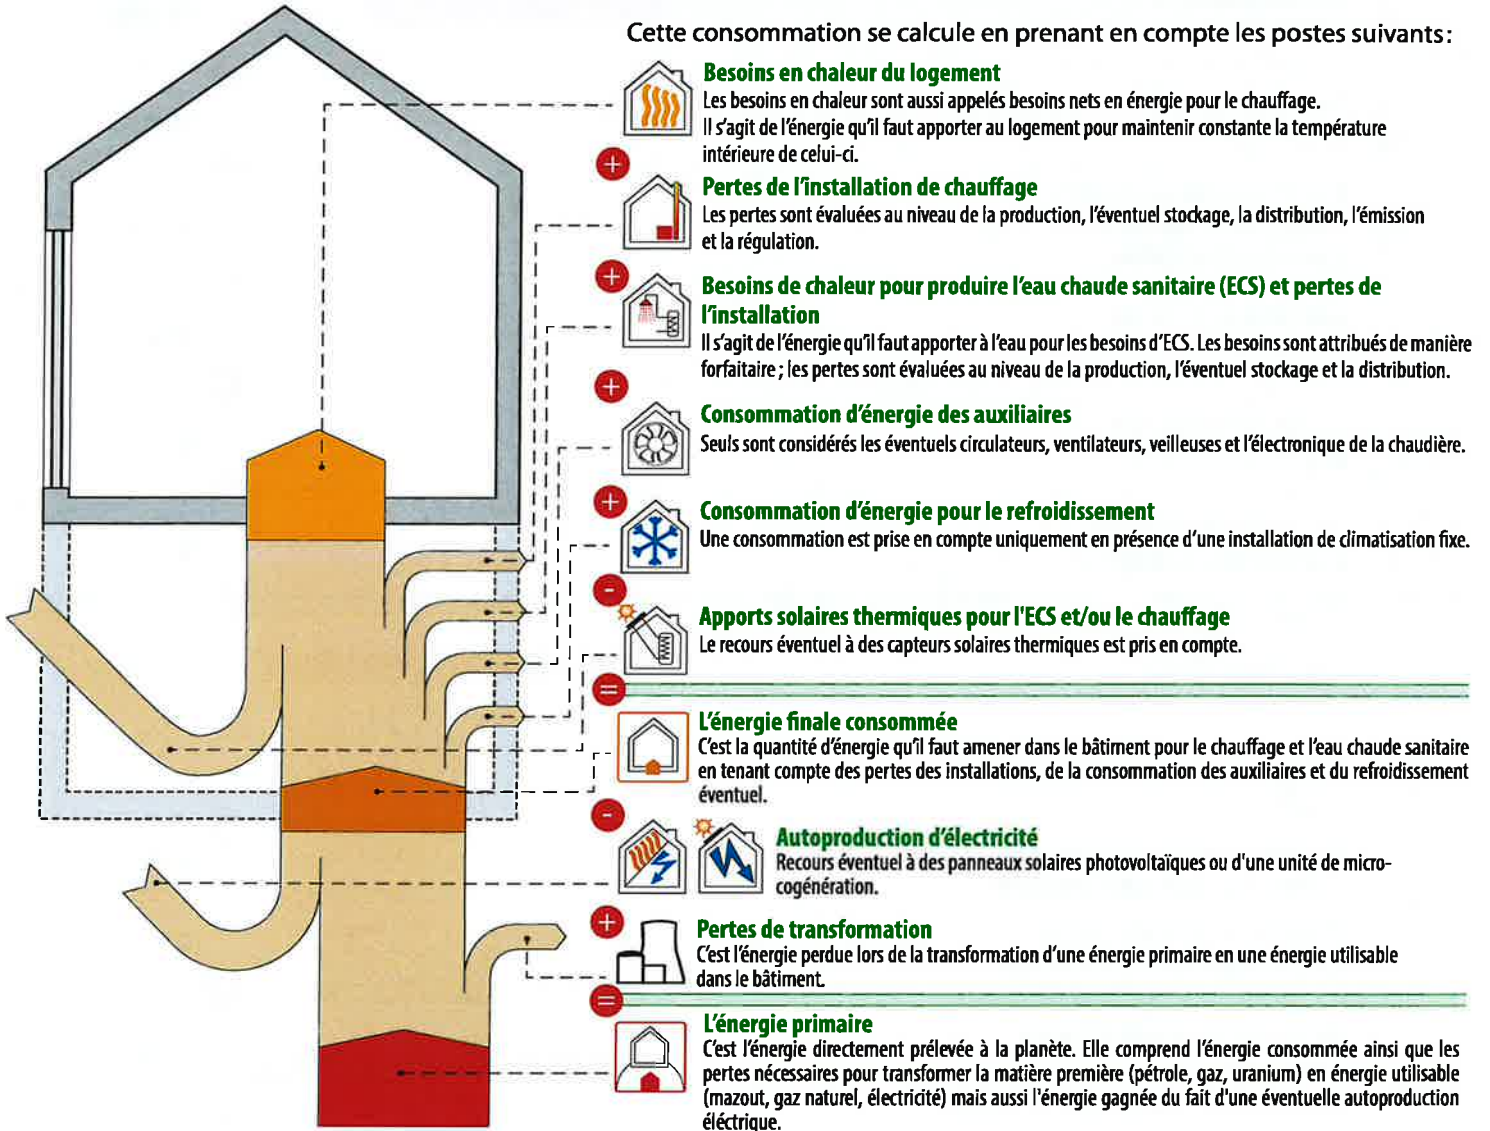 Cette consommation se calcule en prenant en compte les postes suivants:
Besoins en chaleur du logement
Les besoins en chaleur sont aussi appelés besoins nets en énergie pour le chauffage.
Il s'agit de l'énergie qu'il faut apporter au logement pour maintenir constante la température
intérieure de celui-ci.
+
Pertes de l'installation de chauffage
Les pertes sont évaluées au niveau de la production, l'éventuel stockage, la distribution, l'émission
et la régulation.
+
Besoins de chaleur pour produire l'eau chaude sanitaire (ECS) et pertes de
l'installation
Il s'agit de l'énergie qu'il faut apporter à l'eau pour les besoins d'ECS. Les besoins sont attribués de manière
forfaitaire ; les pertes sont évaluées au niveau de la production, l'éventuel stockage et la distribution.
+
Consommation d'énergie des auxiliaires
Seuls sont considérés les éventuels circulateurs, ventilateurs, veilleuses et l'électronique de la chaudière.
+
Consommation d'énergie pour le refroidissement
Une consommation est prise en compte uniquement en présence d'une installation de climatisation fixe.
-
Apports solaires thermiques pour l'ECS et/ou le chauffage
Le recours éventuel à des capteurs solaires thermiques est pris en compte.
=
L'énergie finale consommée
C'est la quantité d'énergie qu'il faut amener dans le bâtiment pour le chauffage et l'eau chaude sanitaire
en tenant compte des pertes des installations, de la consommation des auxiliaires et du refroidissement
éventuel.
-
Autoproduction d'électricité
Recours éventuel à des panneaux solaires photovoltaïques ou d'une unité de micro-
cogénération.
+
Pertes de transformation
C'est l'énergie perdue lors de la transformation d'une énergie primaire en une énergie utilisable
dans le bâtiment.
=
L'énergie primaire
C'est l'énergie directement prélevée à la planète. Elle comprend l'énergie consommée ainsi que les
pertes nécessaires pour transformer la matière première (pétrole, gaz, uranium) en énergie utilisable
(mazout, gaz naturel, électricité) mais aussi l'énergie gagnée du fait d'une éventuelle autoproduction
éléctrique.